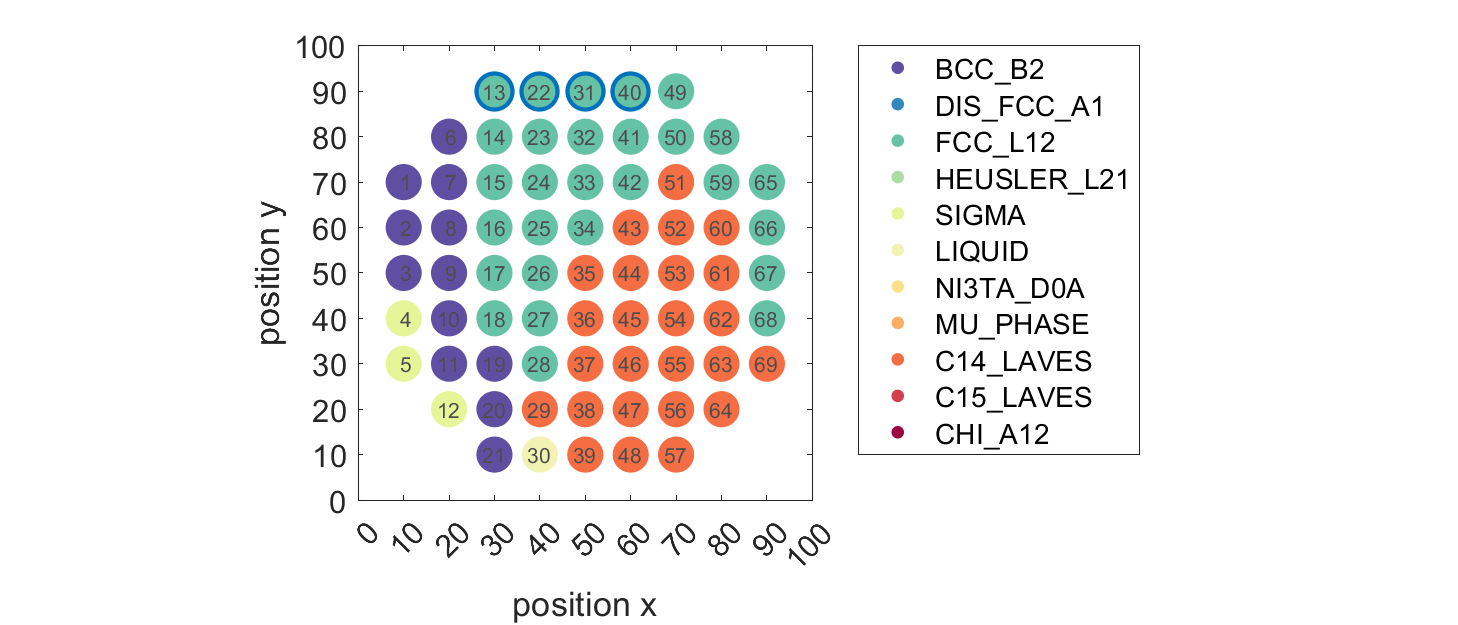 100
90
13 22 31 40 49
80
6 14 23 32 41 50 58
70
1 7 15 24 33 42 51 59 65
60
2 8 16 25 34 43 52 60 66
50
3 9 17 26 35 44 53 61 67
40
4 10 18 27 36 45 54 62 68
30
5 11 19 28 37 46 55 63 69
20
12 20 29 38 47 56 64
10
21 30 39 48 57
0
position y
0 10 20 30 40 50 60 70 80 90 100
position x
BCC_B2
DIS_FCC_A1
FCC_L12
HEUSLER_L21
SIGMA
LIQUID
NI3TA_D0A
MU_PHASE
C14_LAVES
C15_LAVES
CHI_A12